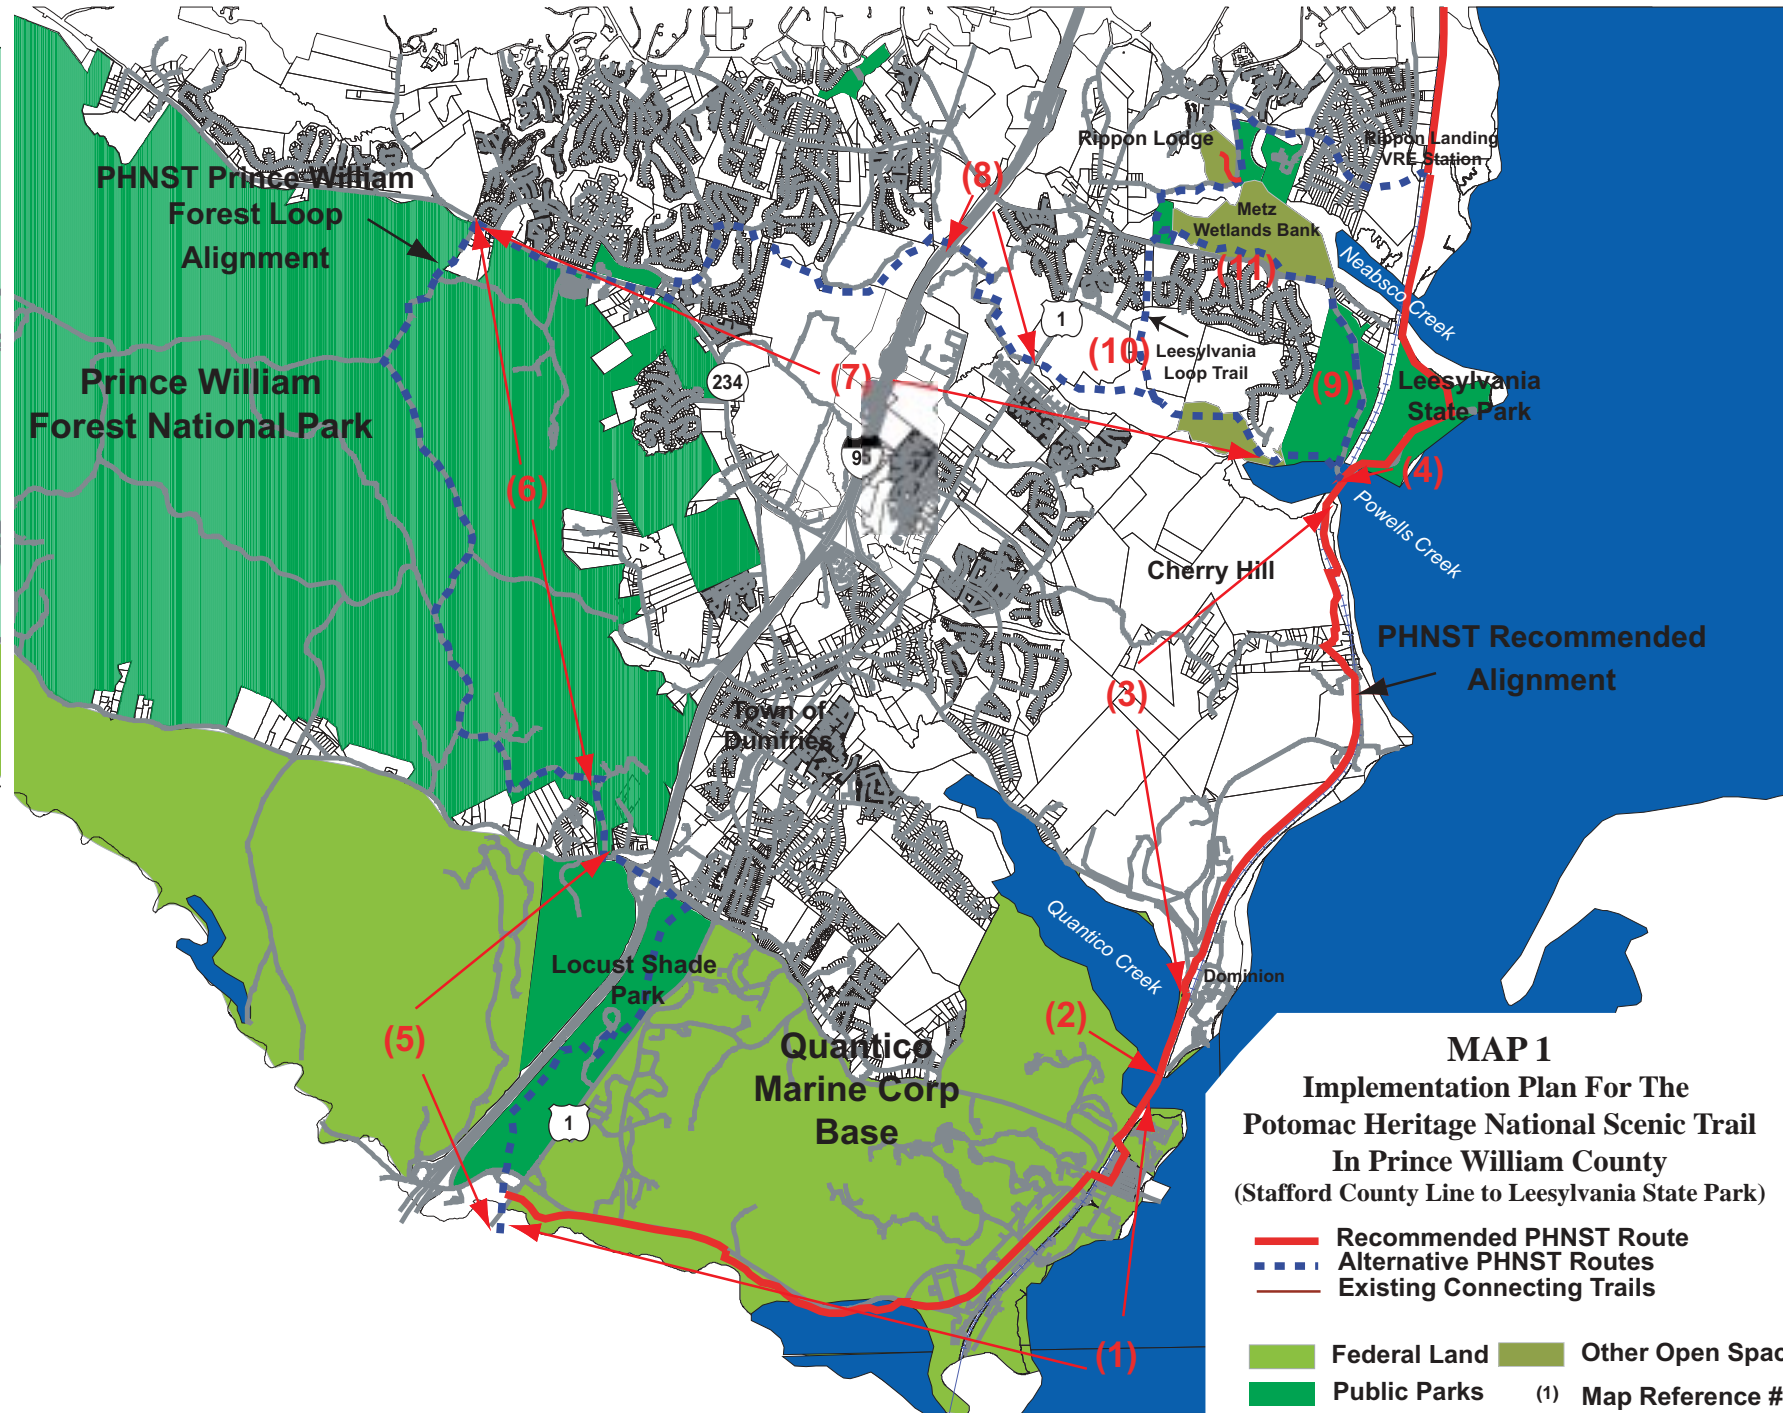 Rippon Lodge
Rippon Landing
VRE Station
(8)
PHNST Prince William
Forest Loop
Alignment
Metz
Wetlands Bank
(11)
Neabsco Creek
1
(10)
Leesylvania
Loop Trail
(7)
234
(9)
Leesylvania
State Park
Prince William
Forest National Park
95
(4)
(6)
Powells Creek
Cherry Hill
PHNST Recommended
Alignment
(3)
Town of
Dumfries
Quantico Creek
Locust Shade
Park
Dominion
(2)
(5)
Quantico
Marine Corp
Base
1
(1)
MAP 1
Implementation Plan For The
Potomac Heritage National Scenic Trail
In Prince William County
(Stafford County Line to Leesylvania State Park)
Recommended PHNST Route
Alternative PHNST Routes
Existing Connecting Trails
Federal Land
Other Open Spac
Public Parks
(1) Map Reference #